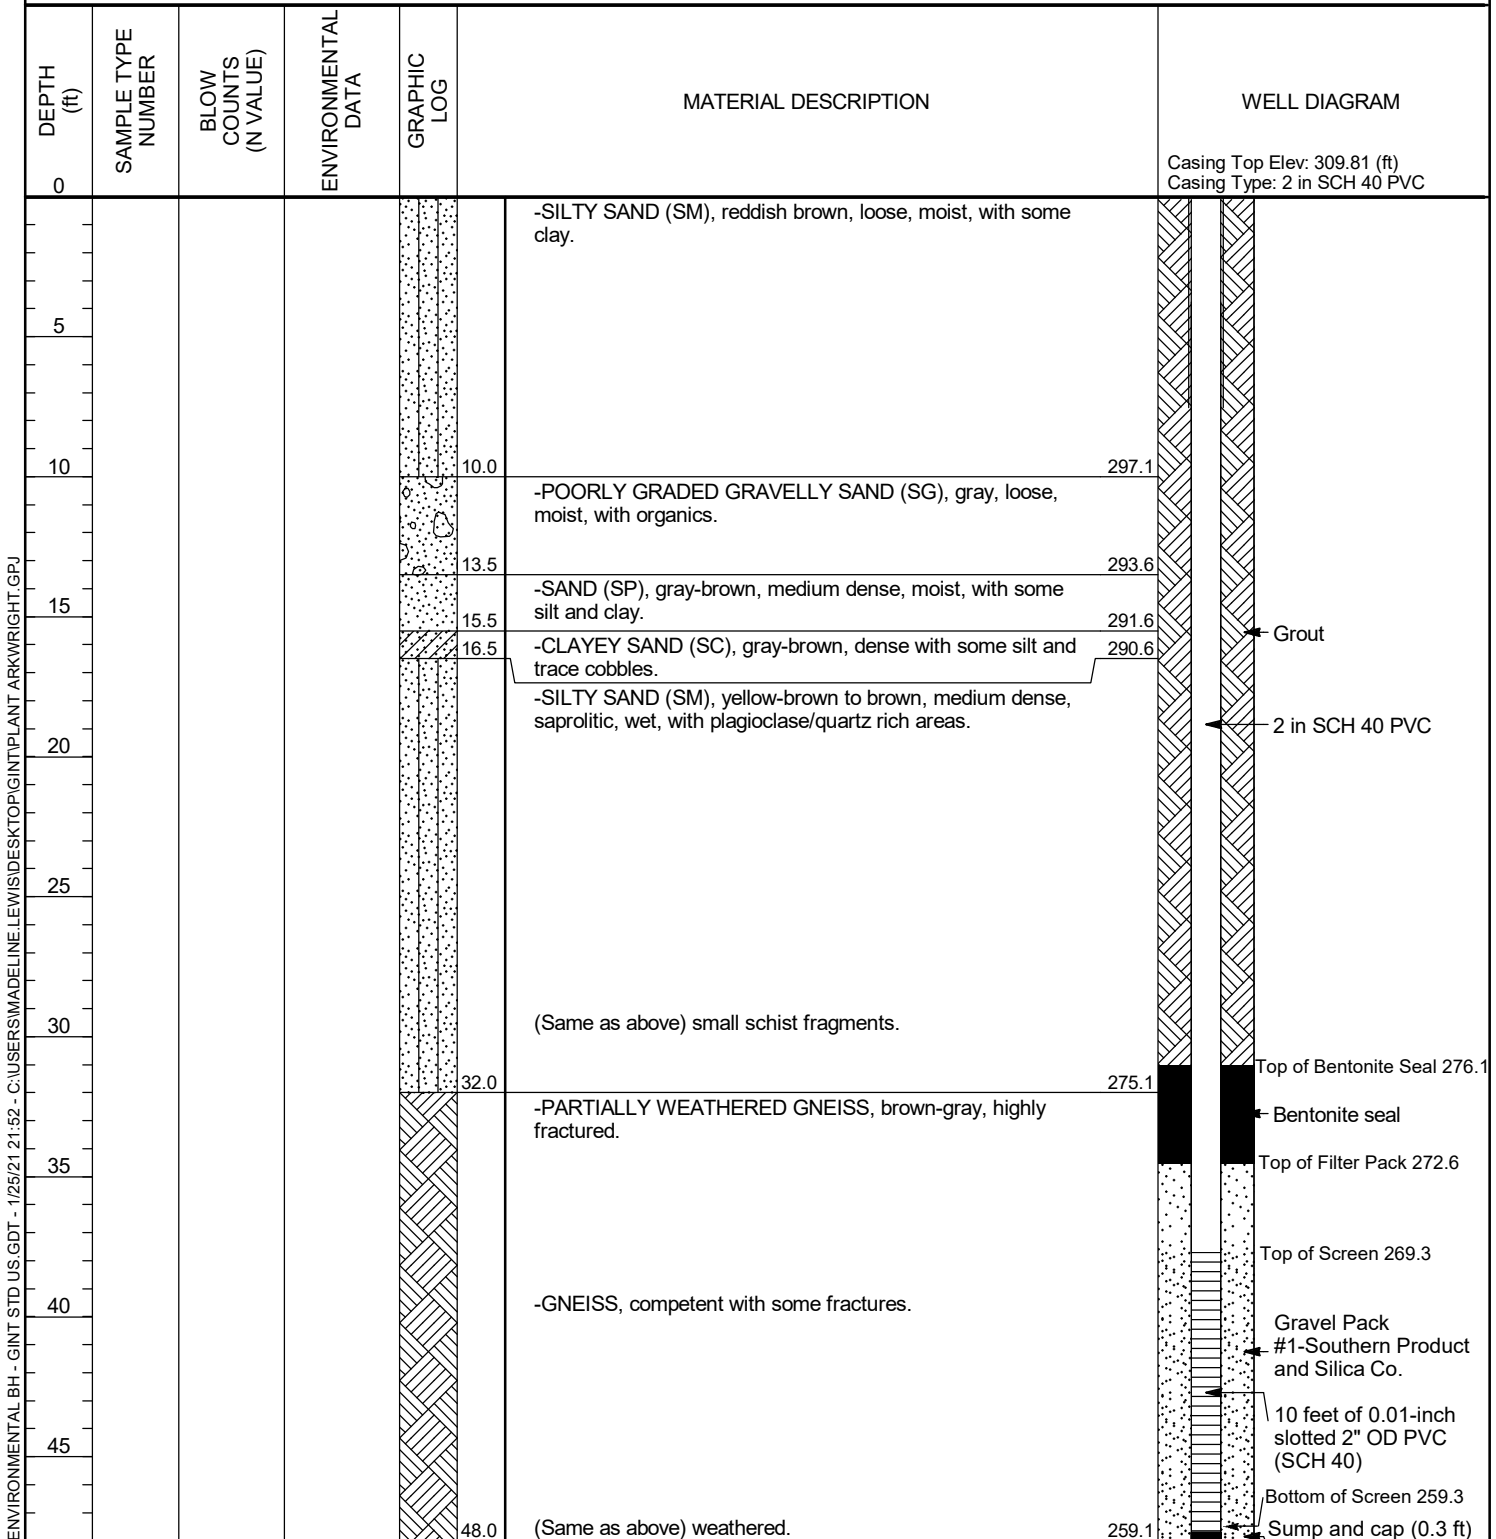 DEPTH
(ft)
SAMPLE TYPE
NUMBER
BLOW
COUNTS
(N VALUE)
ENVIRONMENTAL
DATA
GRAPHIC
LOG
MATERIAL DESCRIPTION
WELL DIAGRAM
Casing Top Elev: 309.81 (ft)
Casing Type: 2 in SCH 40 PVC
0
-SILTY SAND (SM), reddish brown, loose, moist, with some
clay.
5
10
10.0
297.1
-POORLY GRADED GRAVELLY SAND (SG), gray, loose,
moist, with organics.
13.5
293.6
-SAND (SP), gray-brown, medium dense, moist, with some
silt and clay.
15
15.5
291.6
Grout
-CLAYEY SAND (SC), gray-brown, dense with some silt and
trace cobbles.
16.5
290.6
-SILTY SAND (SM), yellow-brown to brown, medium dense,
saprolitic, wet, with plagioclase/quartz rich areas.
2 in SCH 40 PVC
20
25
30
(Same as above) small schist fragments.
Top of Bentonite Seal 276.1
32.0
275.1
-PARTIALLY WEATHERED GNEISS, brown-gray, highly
fractured.
Bentonite seal
35
Top of Filter Pack 272.6
Top of Screen 269.3
40
-GNEISS, competent with some fractures.
Gravel Pack
#1-Southern Product
and Silica Co.
10 feet of 0.01-inch
slotted 2" OD PVC
(SCH 40)
45
Bottom of Screen 259.3
48.0
(Same as above) weathered.
259.1
Sump and cap (0.3 ft)
ENVIRONMENTAL BH - GINT STD US.GDT - 1/25/21 21:52 - C:\USERS\MADELINE.LEWIS\DESKTOP\GINT\PLANT ARKWRIGHT.GPJ